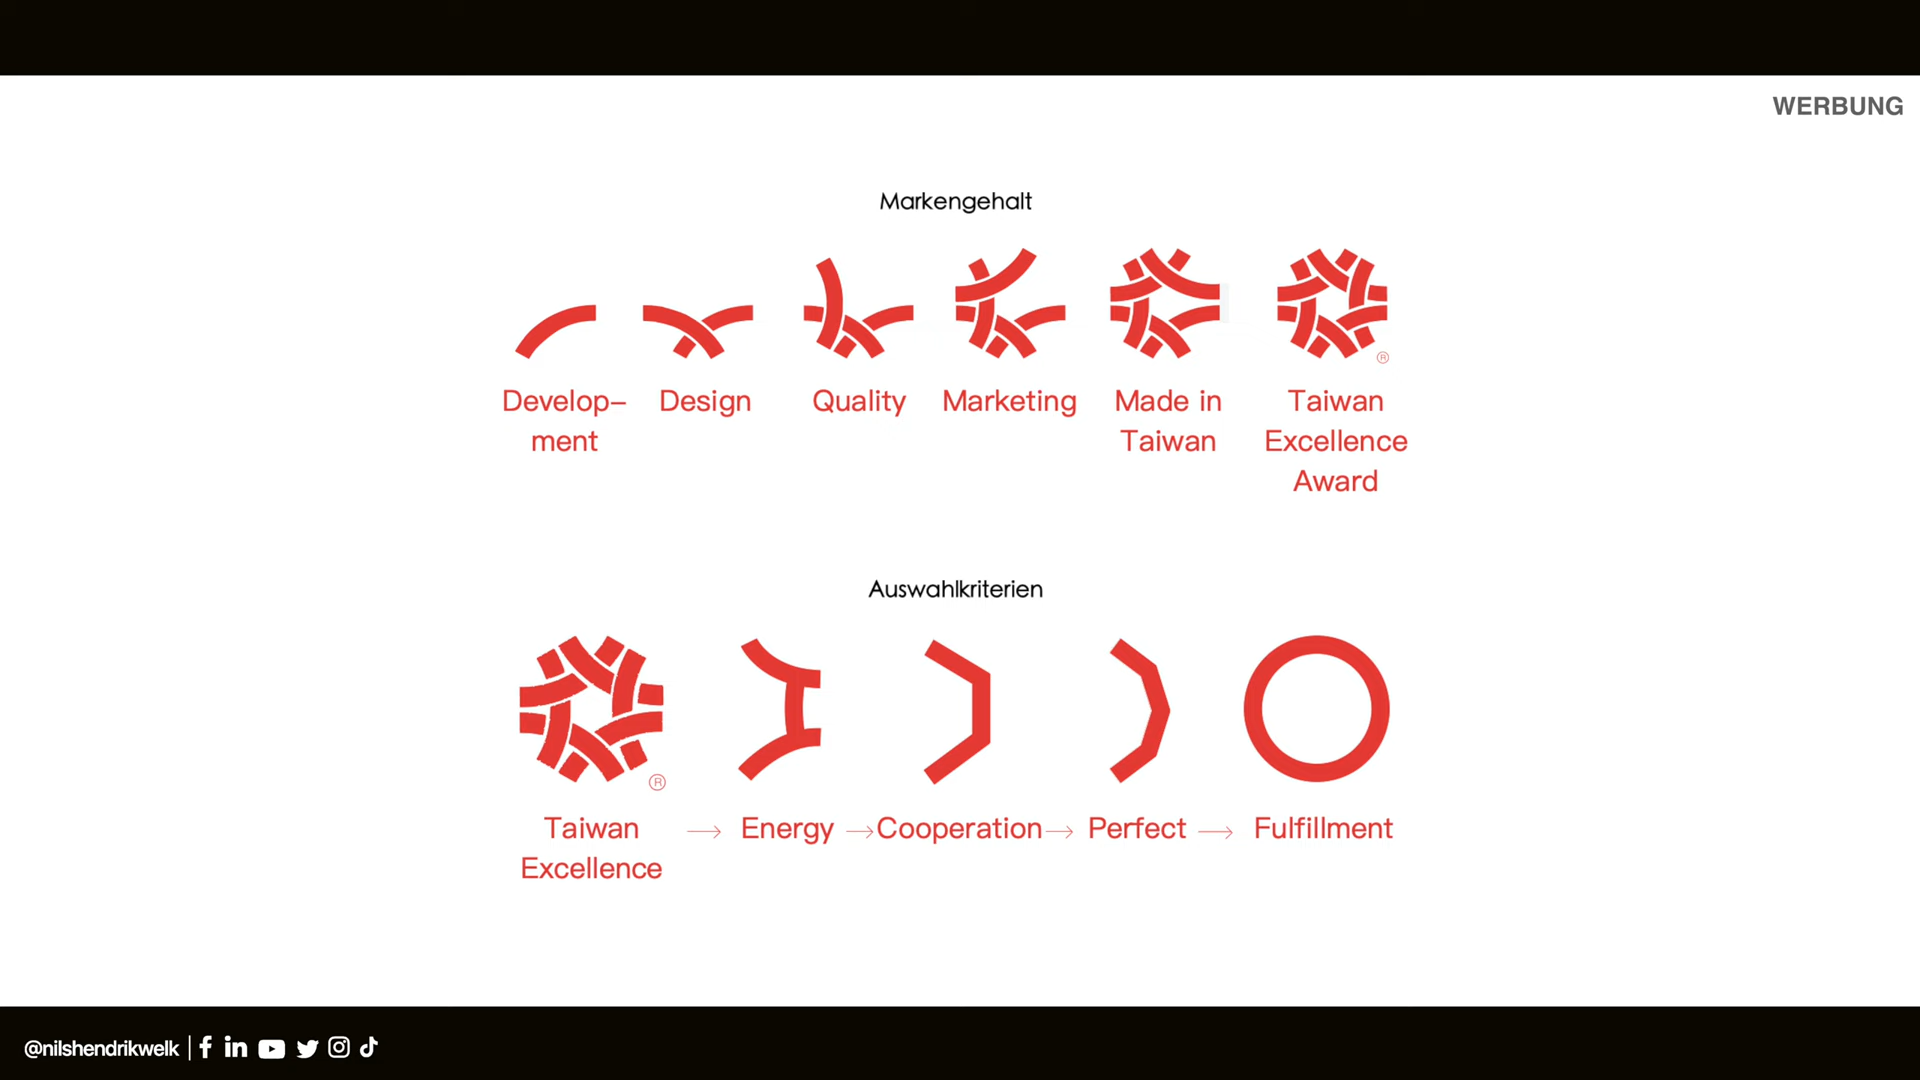 WERBUNG
Markengehalt
Develop–
ment
Design
Quality
Marketing
Made in
Taiwan
®
Taiwan
Excellence
Award
Auswahlkriterien
®
Taiwan
Excellence
→ Energy → Cooperation → Perfect → Fulfillment
@nilshendrikwelk